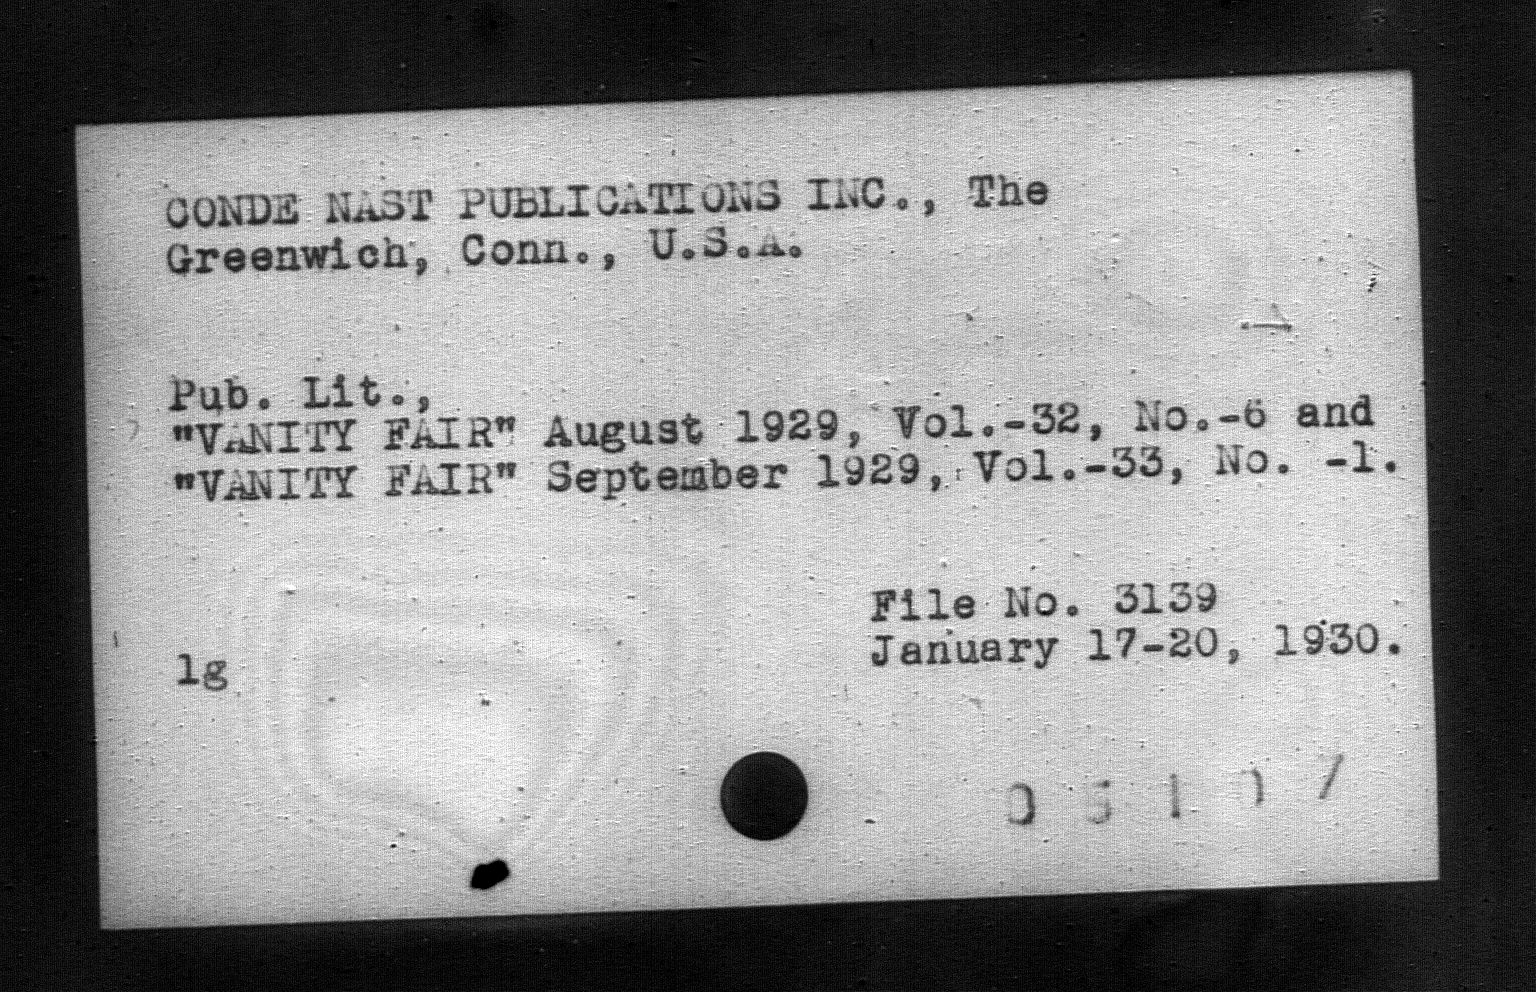 CONDE NAST PUBLICATIONS INC., The
Greenwich, Conn., U.S.A.
Pub. Lit.,
"VANITY FAIR" August 1929, Vol.-32, No.-6 and
"VANITY FAIR" September 1929, Vol.-33, No. -1.
File No. 3139
January 17-20, 1930.
lg